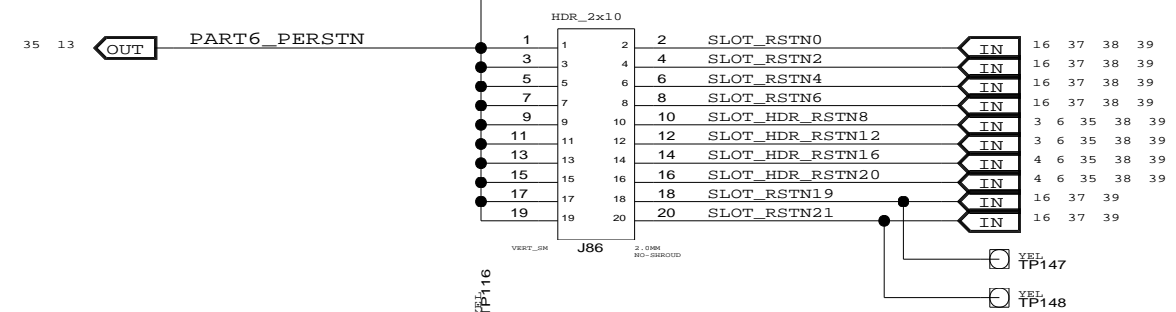 HDR_2x10
35 13 OUT PART6_PERSTN 1 1 2 2 SLOT_RSTN0 IN 16 37 38 39
3 3 4 4 SLOT_RSTN2 IN 16 37 38 39
5 5 6 6 SLOT_RSTN4 IN 16 37 38 39
7 7 8 8 SLOT_RSTN6 IN 16 37 38 39
9 9 10 10 SLOT_HDR_RSTN8 IN 3 6 35 38 39
11 11 12 12 SLOT_HDR_RSTN12 IN 3 6 35 38 39
13 13 14 14 SLOT_HDR_RSTN16 IN 4 6 35 38 39
15 15 16 16 SLOT_HDR_RSTN20 IN 4 6 35 38 39
17 17 18 18 SLOT_RSTN19 IN 16 37 39
19 19 20 20 SLOT_RSTN21 IN 16 37 39
VERT_SM J86 2.0MM
NO-SHROUD
YEL
TP147
YEL
TP116
YEL
TP148